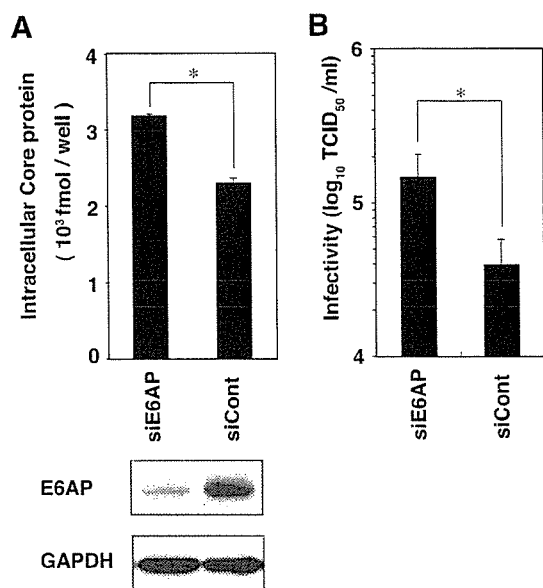 A
Intracellular Core protein
( 10³ fmol / well )
4
3
2
1
0
*
siE6AP
siCont
E6AP
GAPDH
B
Infectivity (log₁₀ TCID₅₀ /ml)
6
5
4
*
siE6AP
siCont